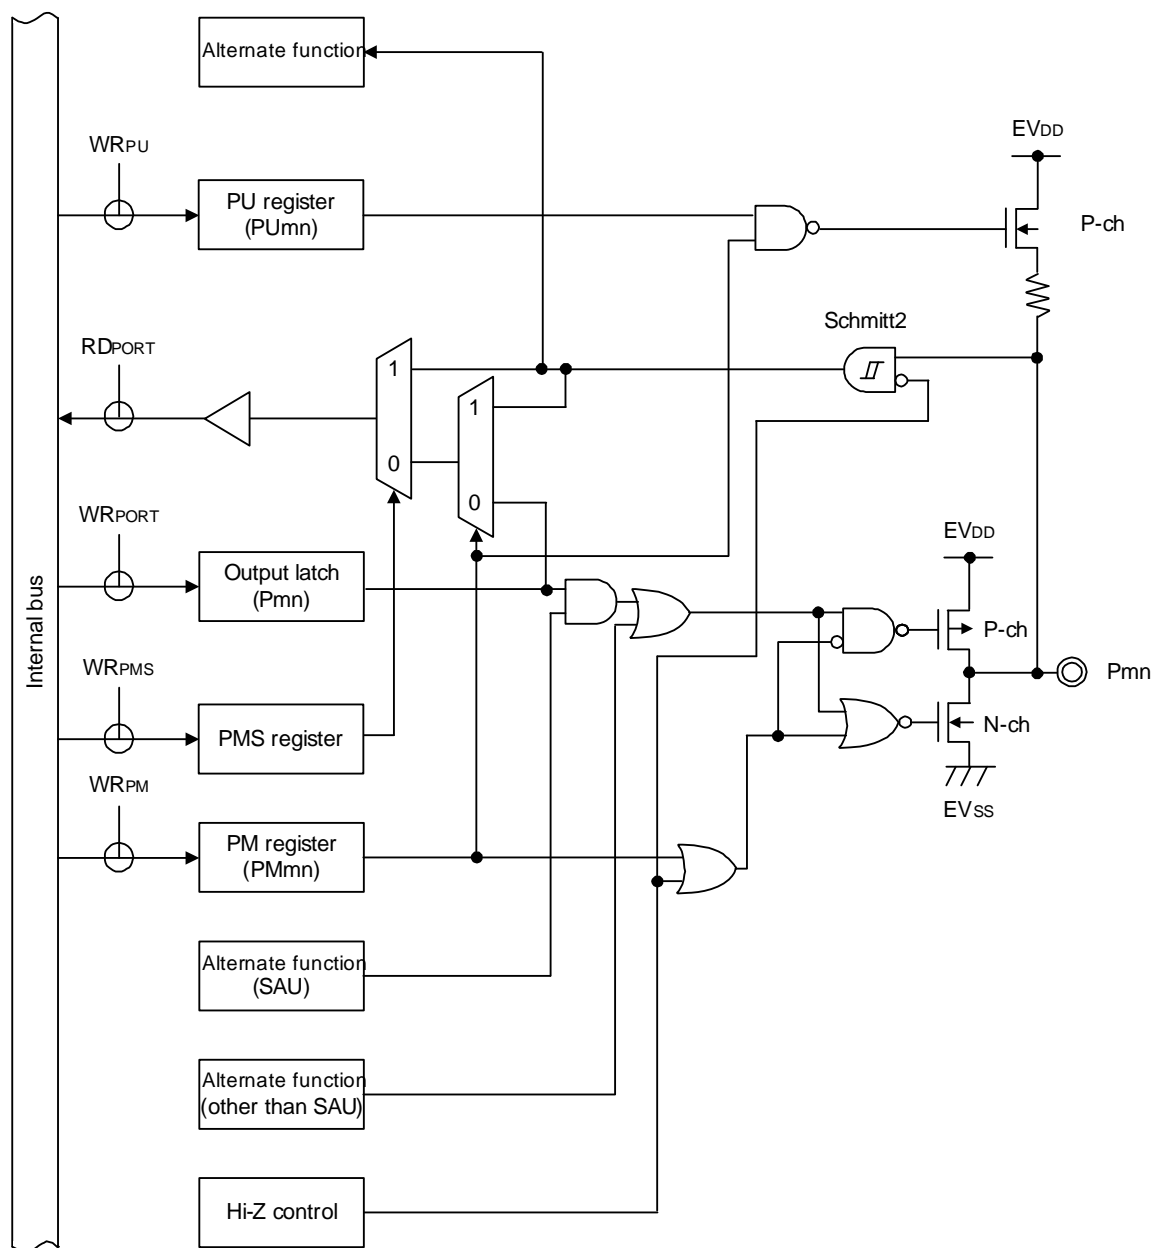 Alternate function
EVDD
WRPU
PU register
(PUmn)
P-ch
Schmitt2
RDPORT
1
1
0
0
WRPORT
EVDD
Output latch
(Pmn)
P-ch
Internal bus
WRPMS
Pmn
PMS register
N-ch
WRPM
EVSS
PM register
(PMmn)
Alternate function
(SAU)
Alternate function
(other than SAU)
Hi-Z control